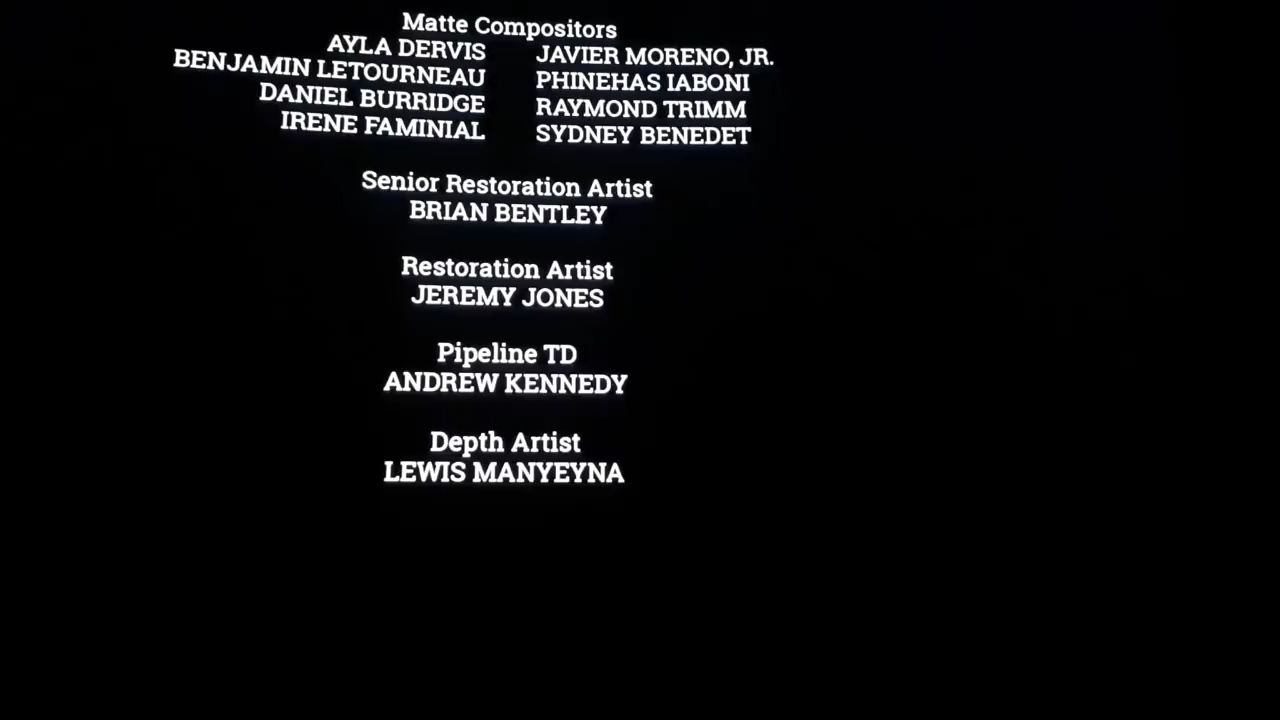 Matte Compositors
AYLA DERVIS JAVIER MORENO, JR.
BENJAMIN LETOURNEAU PHINEHAS IABONI
DANIEL BURRIDGE RAYMOND TRIMM
IRENE FAMINIAL SYDNEY BENEDET
Senior Restoration Artist
BRIAN BENTLEY
Restoration Artist
JEREMY JONES
Pipeline TD
ANDREW KENNEDY
Depth Artist
LEWIS MANYEYNA